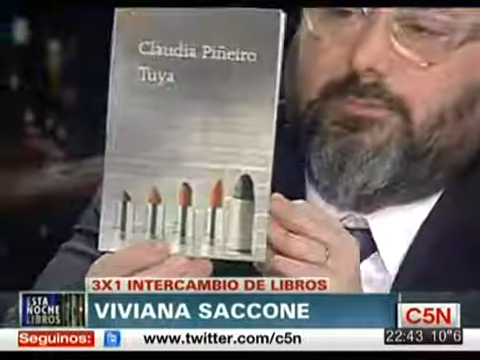 Claudia Piñeiro
Tuya
3X1 INTERCAMBIO DE LIBROS
ESTA
NOCHE
LIBROS
VIVIANA SACCONE
C5N
Seguinos:
www.twitter.com/c5n
22:43 10°6